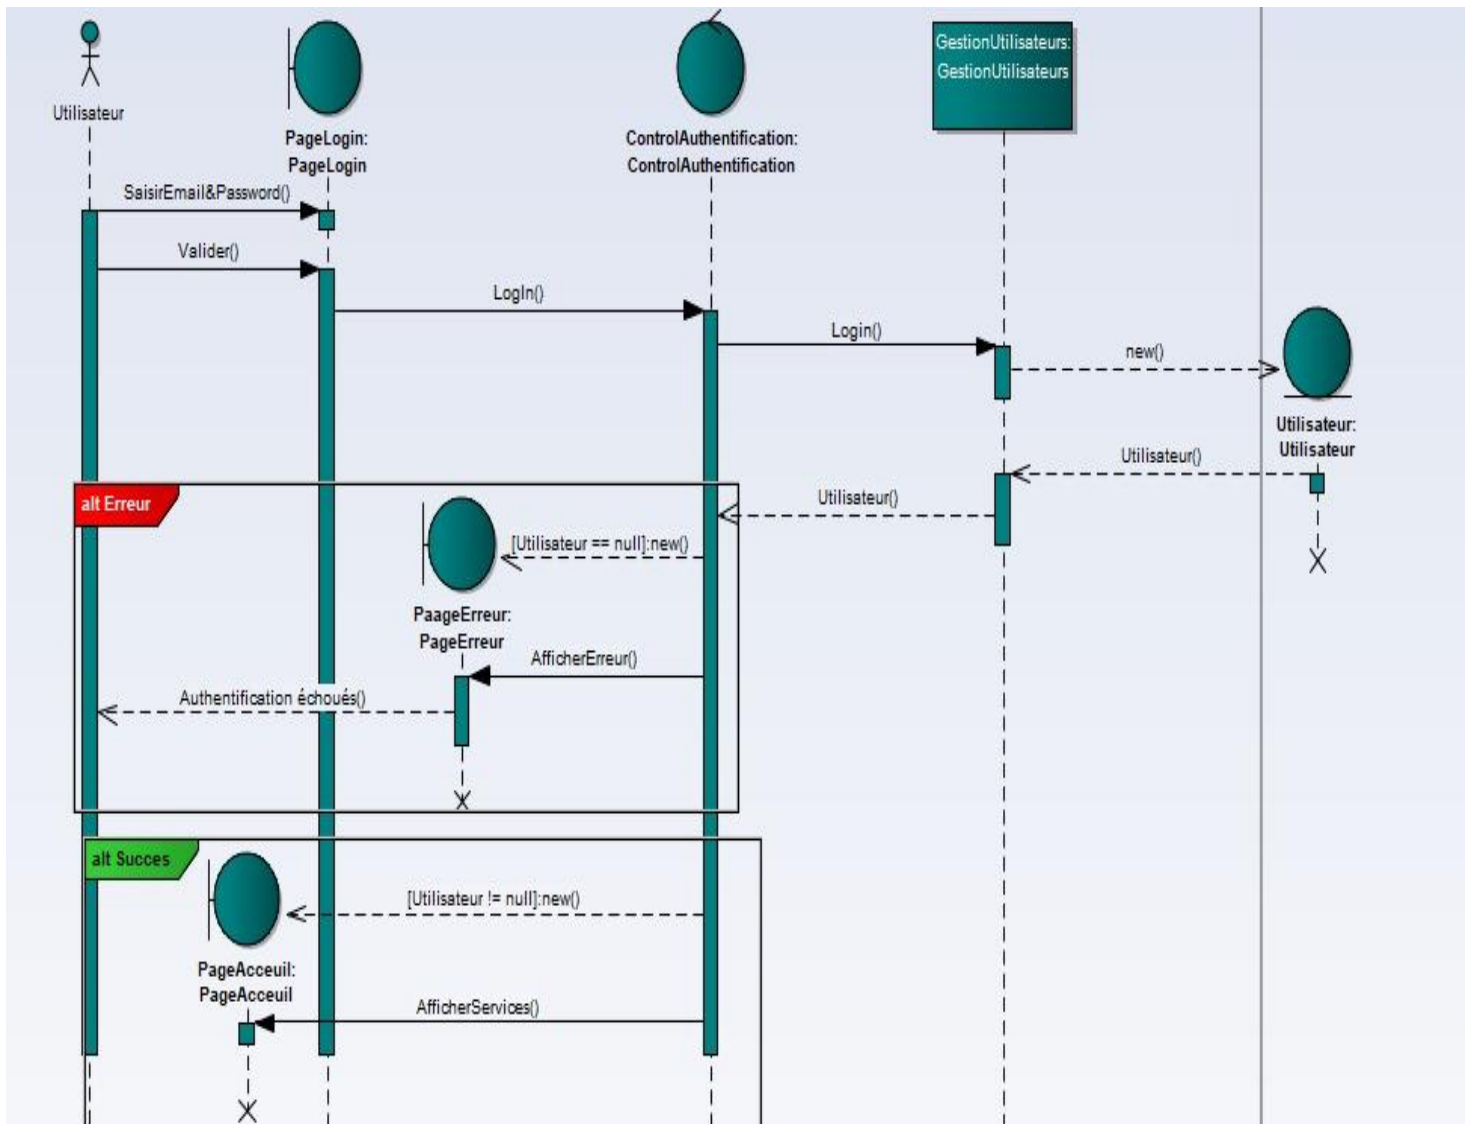 Utilisateur
PageLogin:
PageLogin
ControlAuthentification:
ControlAuthentification
GestionUtilisateurs:
GestionUtilisateurs
SaisirEmail&Password()
Valider()
LogIn()
Login()
new()
Utilisateur:
Utilisateur
Utilisateur()
Utilisateur()
alt Erreur
[Utilisateur == null]:new()
PaageErreur:
PageErreur
AfficherErreur()
Authentification échoués()
alt Succes
[Utilisateur != null]:new()
PageAcceuil:
PageAcceuil
AfficherServices()